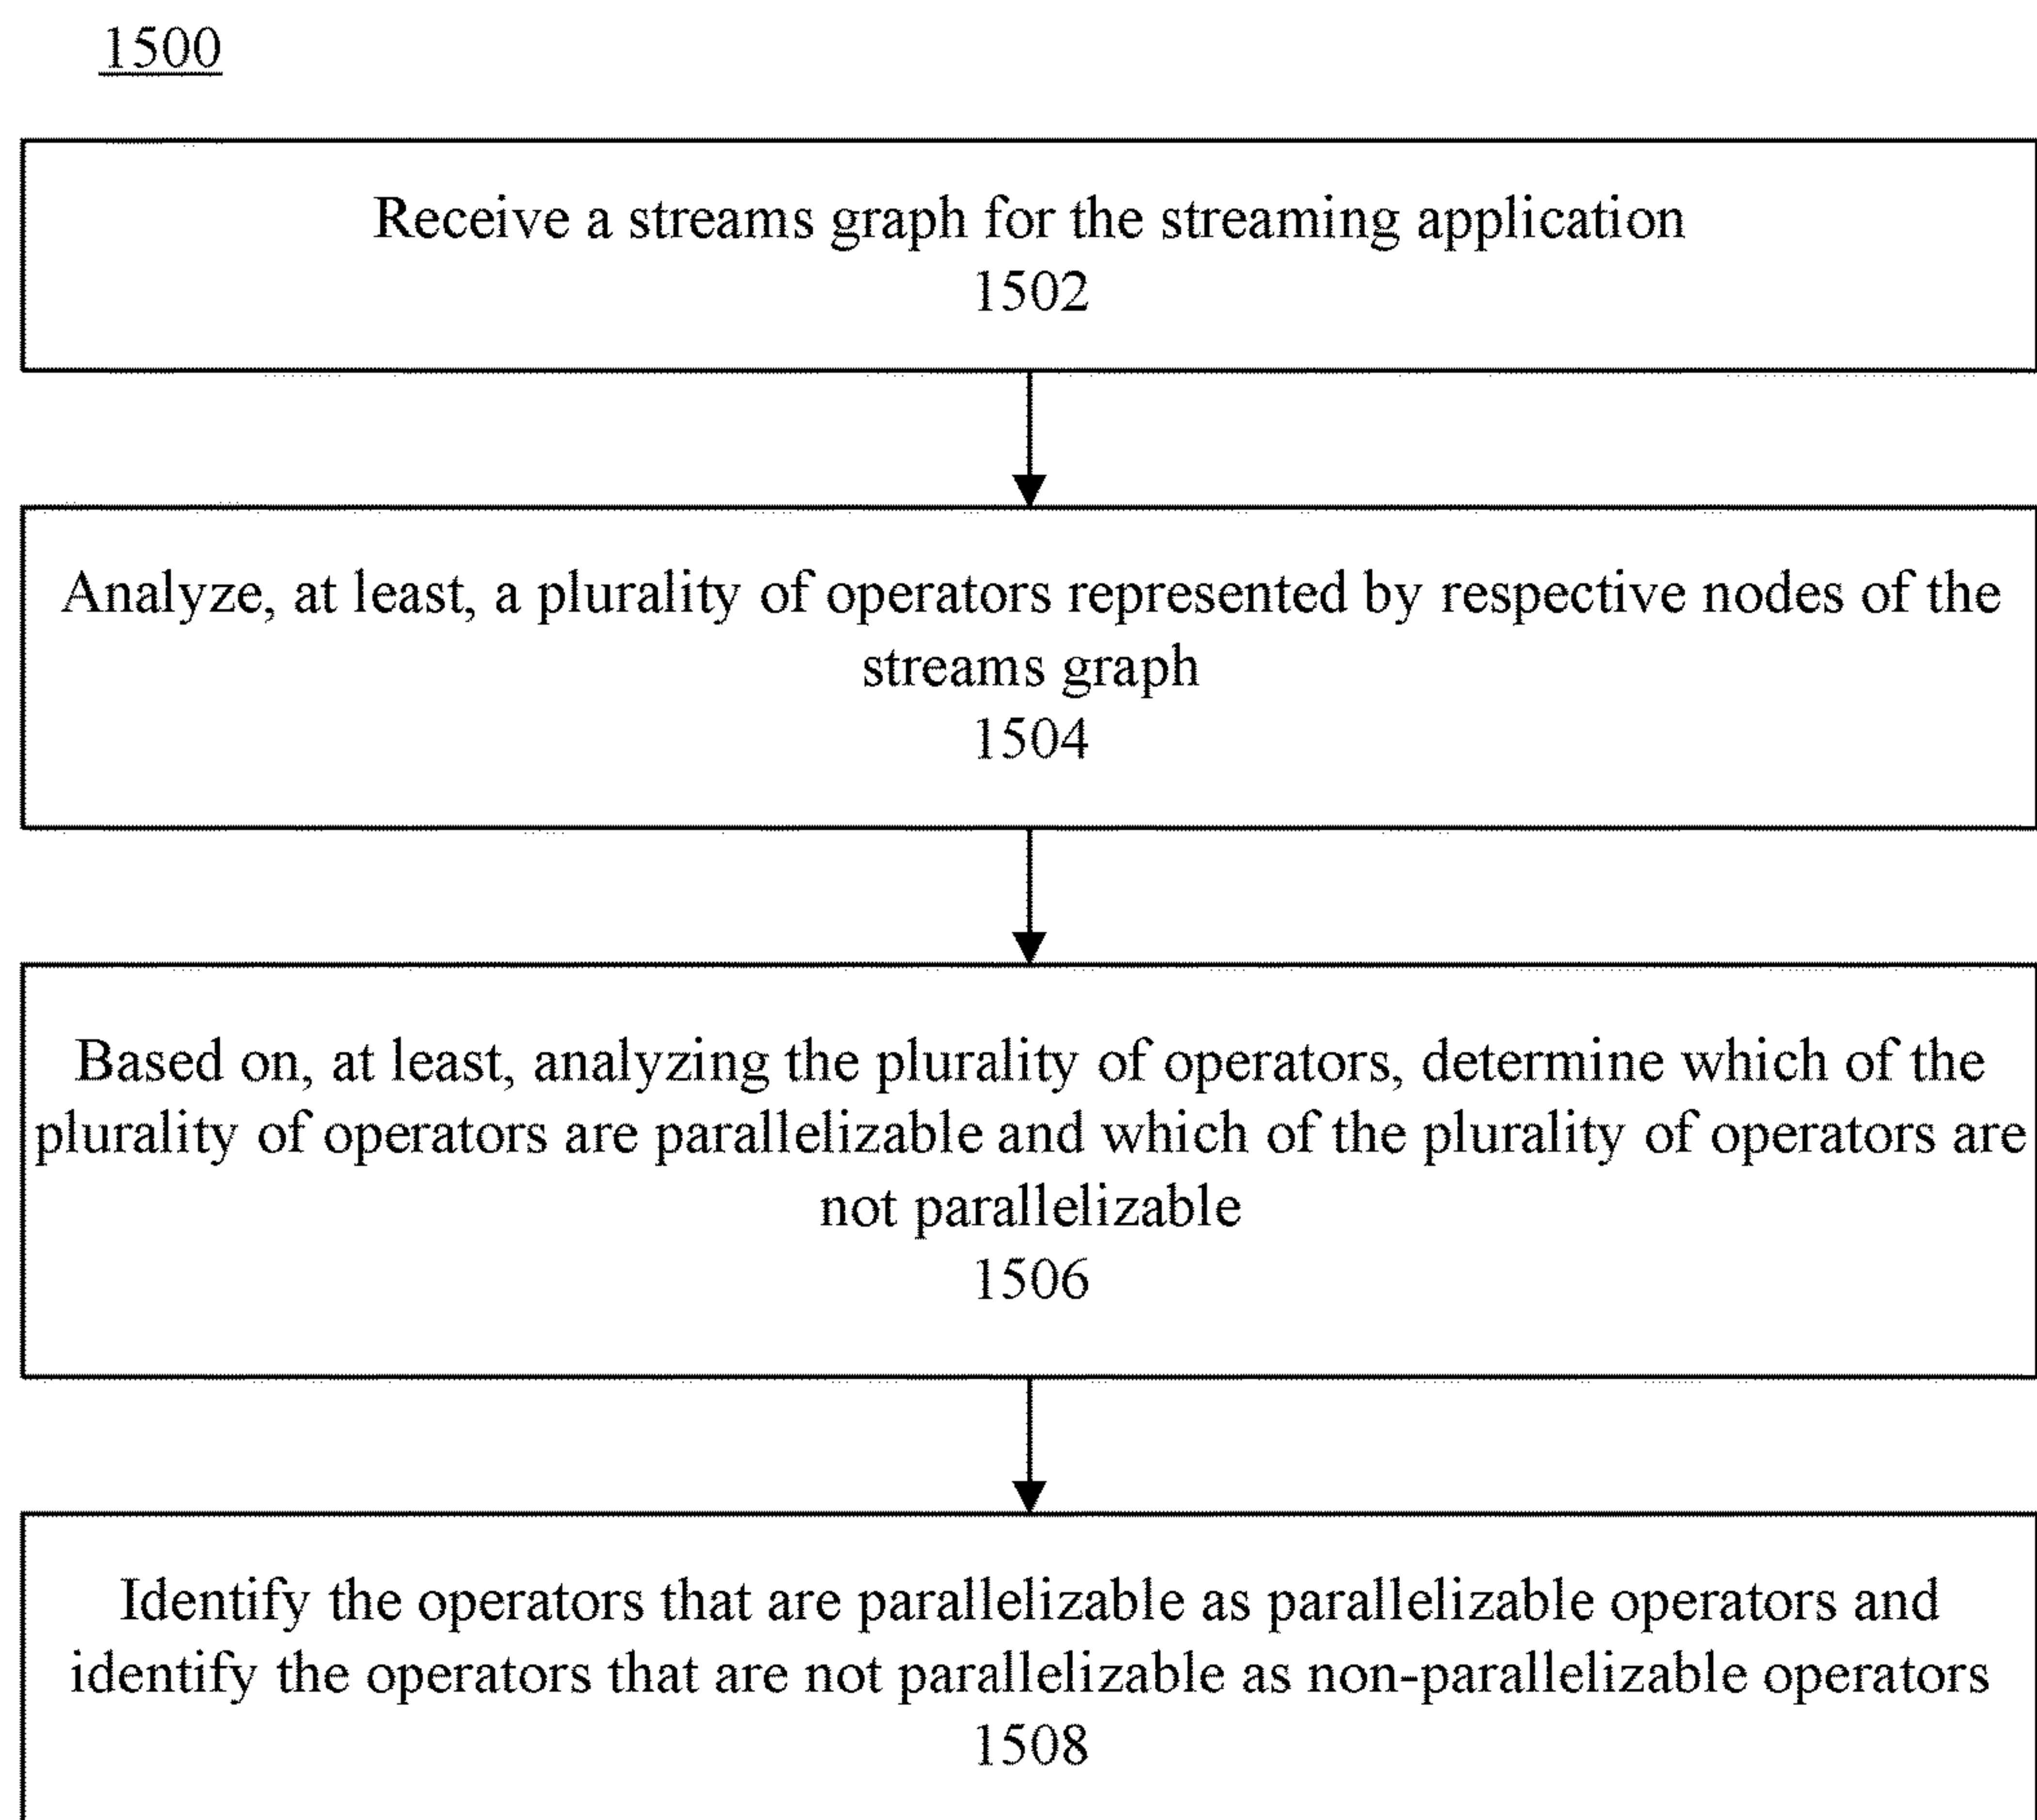 1500
Receive a streams graph for the streaming application
1502
Analyze, at least, a plurality of operators represented by respective nodes of the
streams graph
1504
Based on, at least, analyzing the plurality of operators, determine which of the
plurality of operators are parallelizable and which of the plurality of operators are
not parallelizable
1506
Identify the operators that are parallelizable as parallelizable operators and
identify the operators that are not parallelizable as non-parallelizable operators
1508